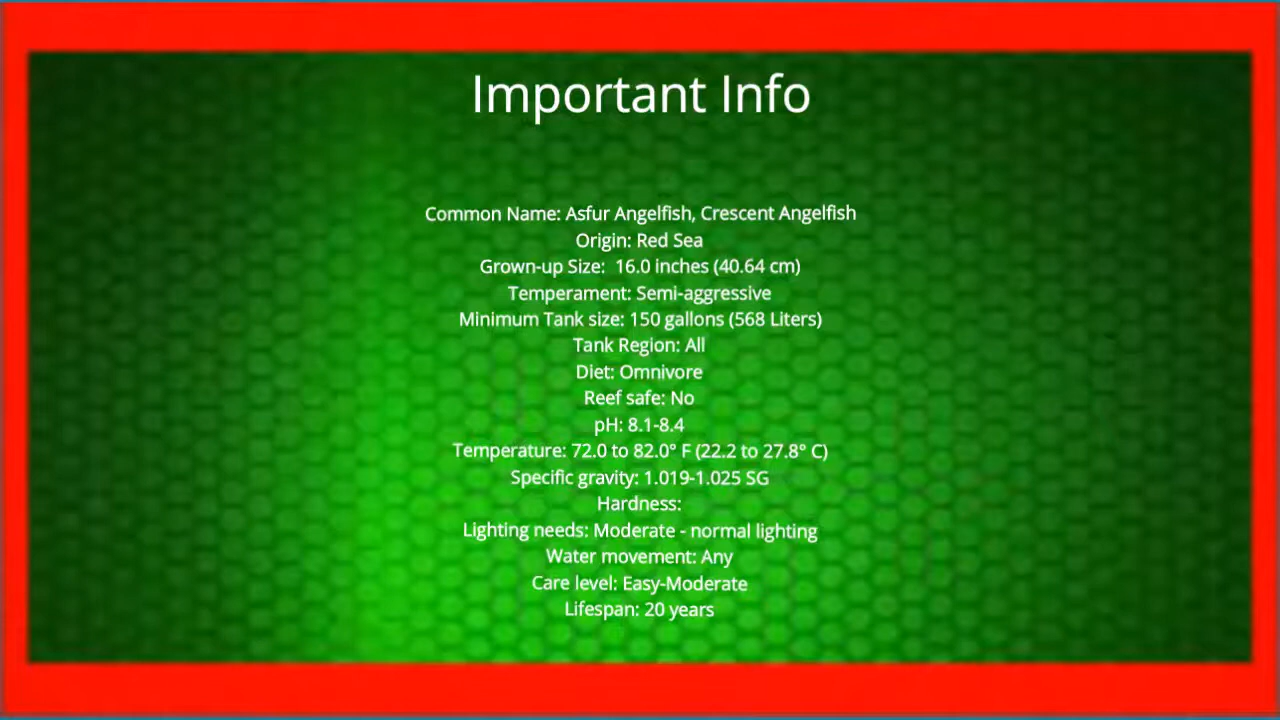 Important Info
Common Name: Asfur Angelfish, Crescent Angelfish
Origin: Red Sea
Grown-up Size:  16.0 inches (40.64 cm)
Temperament: Semi-aggressive
Minimum Tank size: 150 gallons (568 Liters)
Tank Region: All
Diet: Omnivore
Reef safe: No
pH: 8.1-8.4
Temperature: 72.0 to 82.0° F (22.2 to 27.8° C)
Specific gravity: 1.019-1.025 SG
Hardness:
Lighting needs: Moderate - normal lighting
Water movement: Any
Care level: Easy-Moderate
Lifespan: 20 years